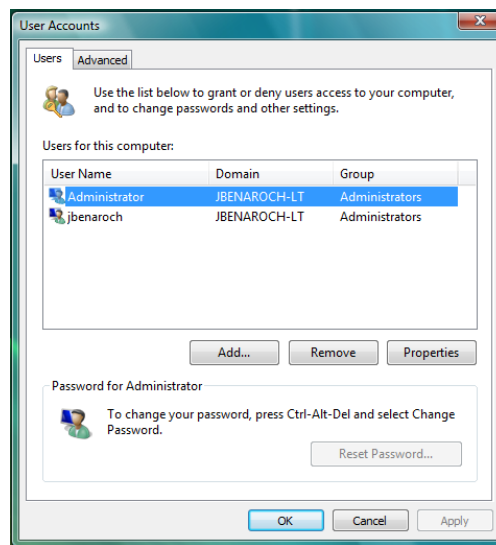 User Accounts
Users Advanced
Use the list below to grant or deny users access to your computer,
and to change passwords and other settings.
Users for this computer:
User Name Domain Group
Administrator JBENAROCH-LT Administrators
jbenaroch JBENAROCH-LT Administrators
Add... Remove Properties
Password for Administrator
To change your password, press Ctrl-Alt-Del and select Change
Password.
Reset Password...
OK Cancel Apply